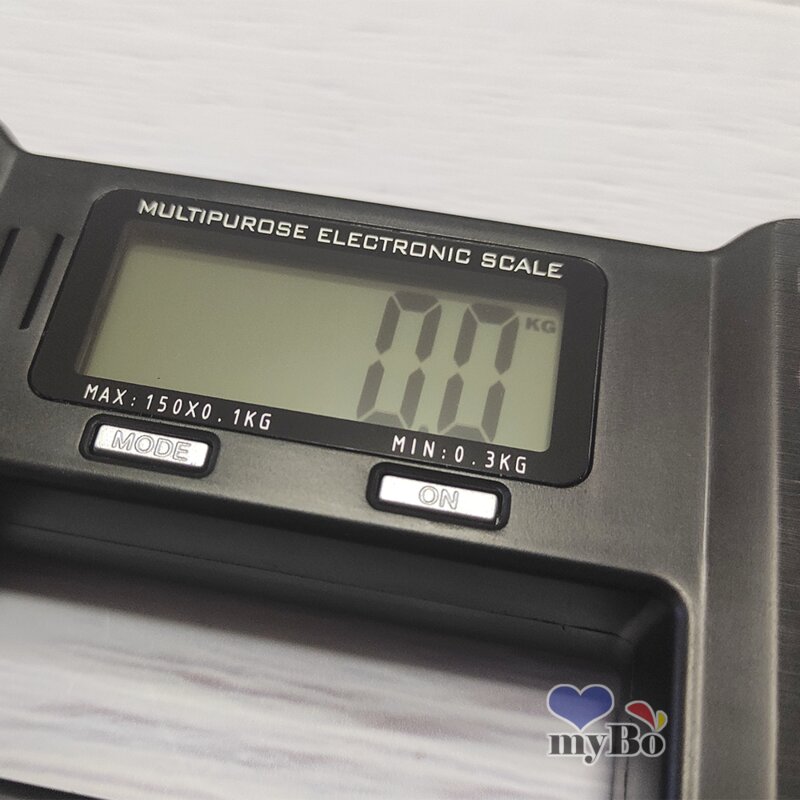 MULTIPUROSE ELECTRONIC SCALE
0.0 KG
MAX:150X0.1KG
MIN:0.3KG
MODE
ON
myBo